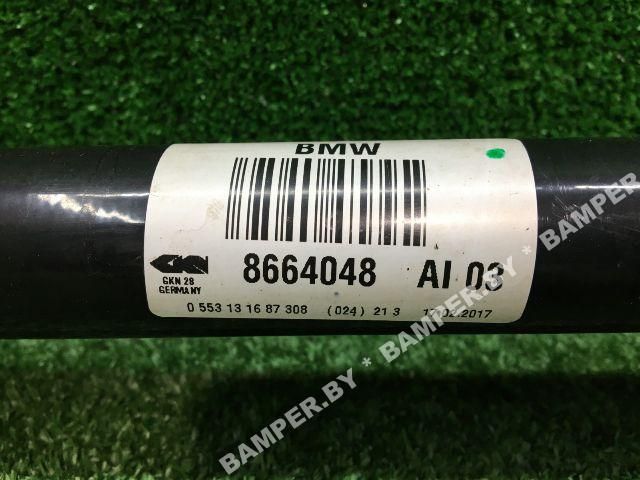 BMW
GKN
8664048 AI 03
GKN 28
GERMANY
0 553 13 16 87 308 (024) 21 3 17.02.2017
BAMPER.BY * BAMPER.BY * BAMPER.BY